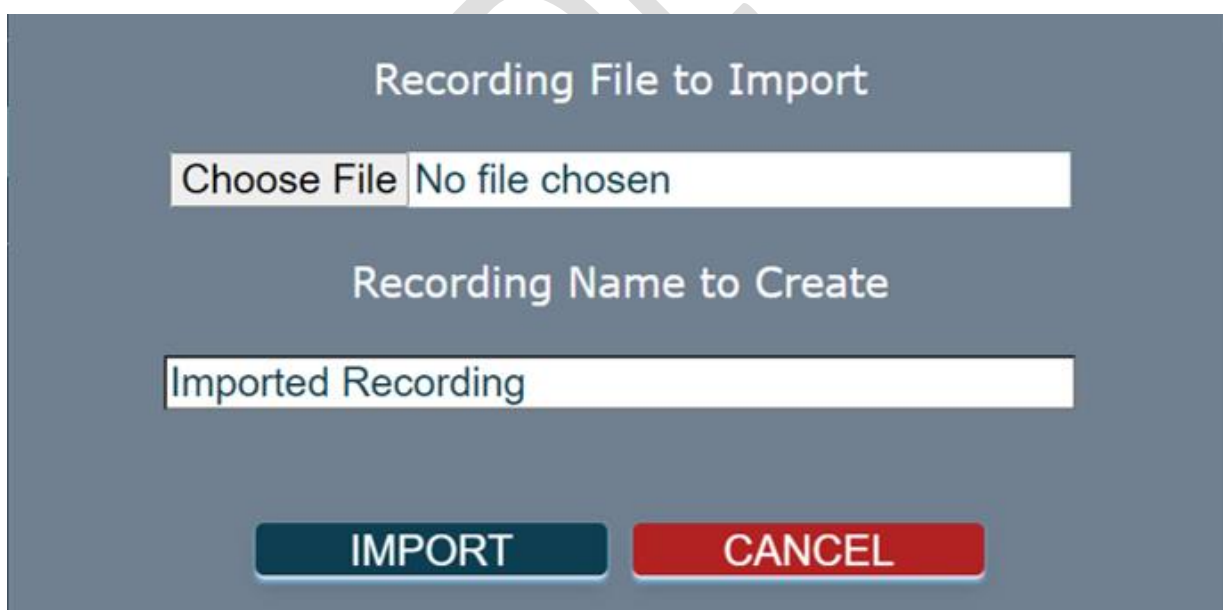 Recording File to Import
Choose File No file chosen
Recording Name to Create
Imported Recording
IMPORT CANCEL